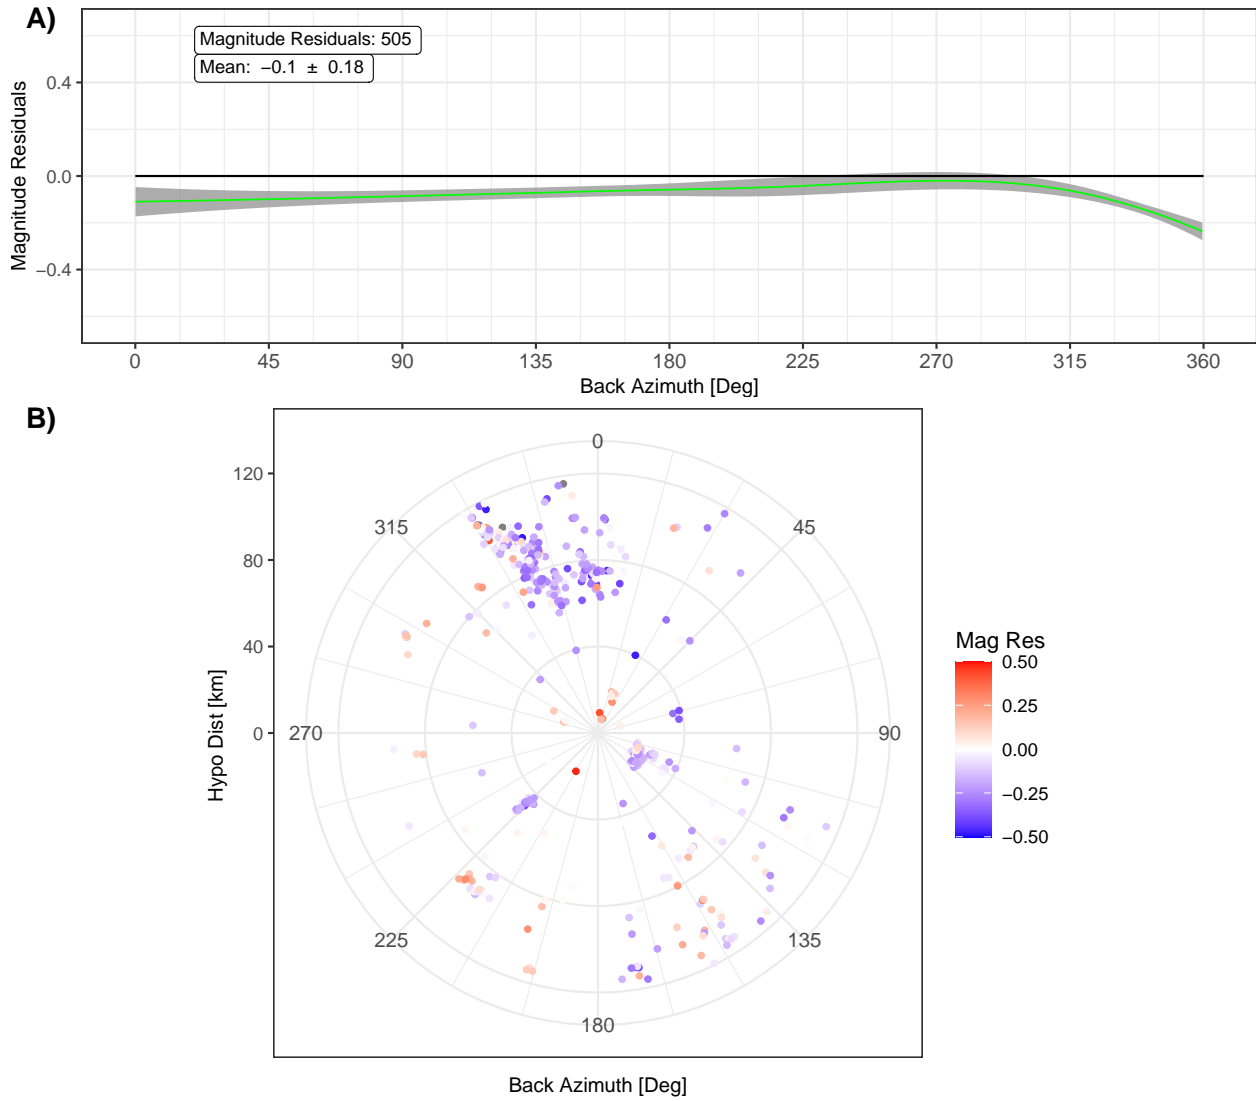 A)
Magnitude Residuals: 505
Mean:  −0.1  ±  0.18
0.4
0.0
−0.4
Magnitude Residuals
0 45 90 135 180 225 270 315 360
Back Azimuth [Deg]
B)
0
120
315 45
80
40
0 270 90
Hypo Dist [km]
225 135
180
Back Azimuth [Deg]
Mag Res
0.50
0.25
0.00
−0.25
−0.50